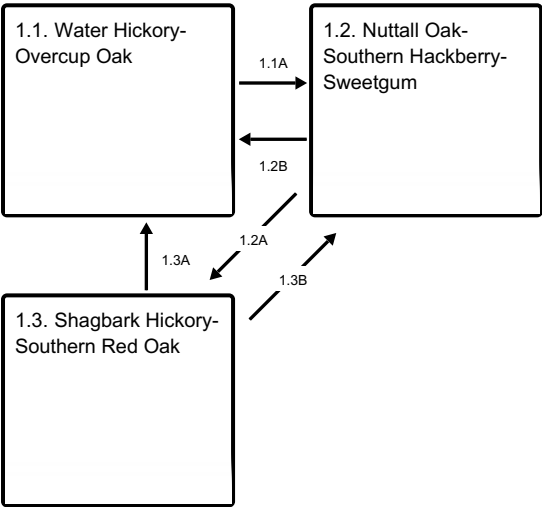 1.1. Water Hickory-
Overcup Oak
1.1A
1.2. Nuttall Oak-
Southern Hackberry-
Sweetgum
1.2B
1.2A
1.3A
1.3B
1.3. Shagbark Hickory-
Southern Red Oak